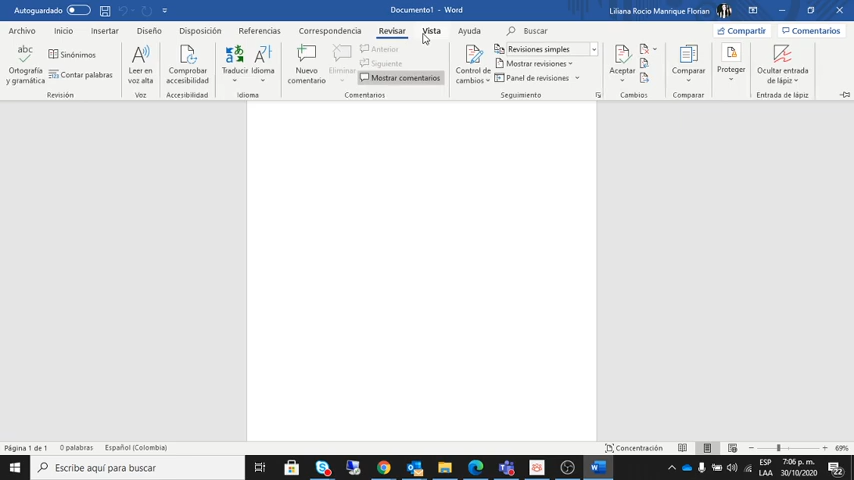 Autoguardado
Documento1 - Word
Liliana Rocio Manrique Florian
Archivo Inicio Insertar Diseño Disposición Referencias Correspondencia Revisar Vista Ayuda Buscar Compartir Comentarios
abc
Ortografía
y gramática
Sinónimos
Contar palabras
Revisión
Leer en
voz alta
Voz
Comprobar
accesibilidad
Accesibilidad
Traducir
Idioma
Idioma
Nuevo
comentario
Eliminar
Anterior
Siguiente
Mostrar comentarios
Comentarios
Control de
cambios
Revisiones simples
Mostrar revisiones
Panel de revisiones
Seguimiento
Aceptar
Cambios
Comparar
Comparar
Proteger
Ocultar entrada
de lápiz
Entrada de lápiz
Página 1 de 1 0 palabras Español (Colombia) Concentración 69%
Escribe aquí para buscar
ESP
LAA
7:06 p. m.
30/10/2020
22